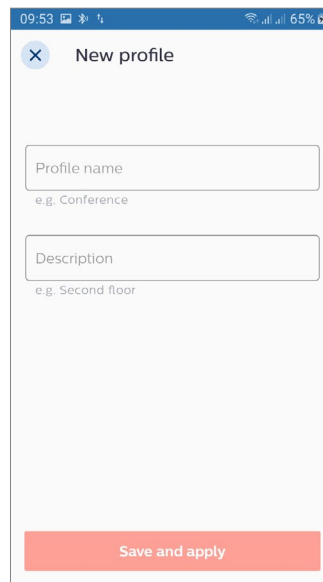 09:53 65%
New profile
Profile name
e.g. Conference
Description
e.g. Second floor
Save and apply